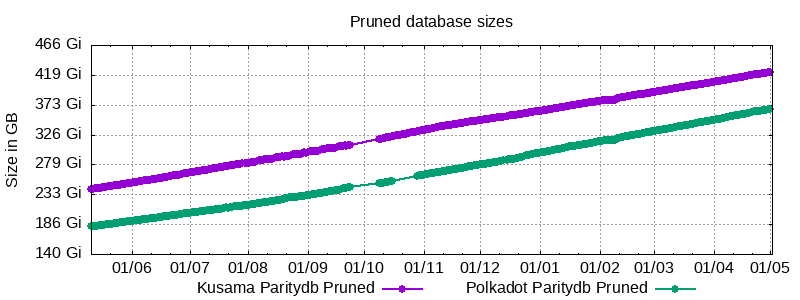 Pruned database sizes
466 Gi
419 Gi
373 Gi
326 Gi
279 Gi
233 Gi
186 Gi
140 Gi
Size in GB
01/06 01/07 01/08 01/09 01/10 01/11 01/12 01/01 01/02 01/03 01/04 01/05
Kusama Paritydb Pruned Polkadot Paritydb Pruned